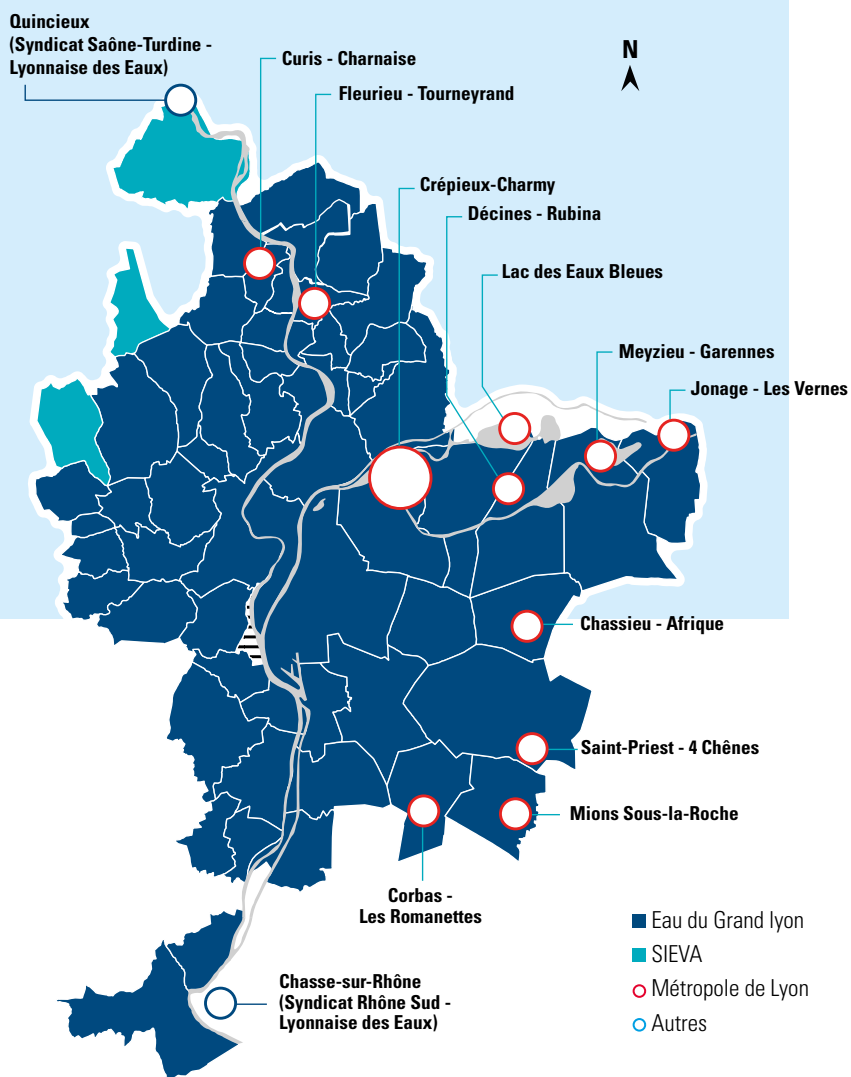 Quincieux
(Syndicat Saône-Turdine -
Lyonnaise des Eaux)
Curis - Charnaise
Fleurieu - Tourneyrand
N
Crépieux-Charmy
Décines - Rubina
Lac des Eaux Bleues
Meyzieu - Garennes
Jonage - Les Vernes
Chassieu - Afrique
Saint-Priest - 4 Chênes
Mions Sous-la-Roche
Corbas -
Les Romanettes
Chasse-sur-Rhône
(Syndicat Rhône Sud -
Lyonnaise des Eaux)
Eau du Grand lyon
SIEVA
Métropole de Lyon
Autres